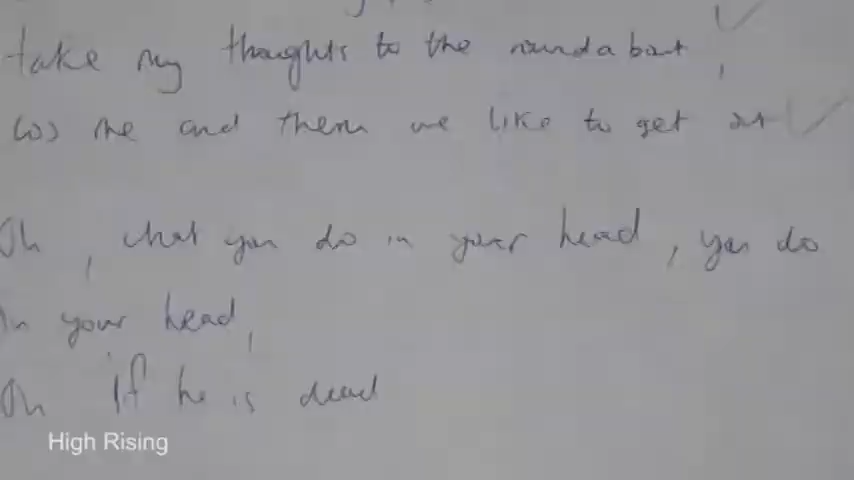 take my thoughts to the roundabout,
cos me and them we like to get out
Oh, what you do in your head, you do
in your head,
Oh if he is dead
High Rising